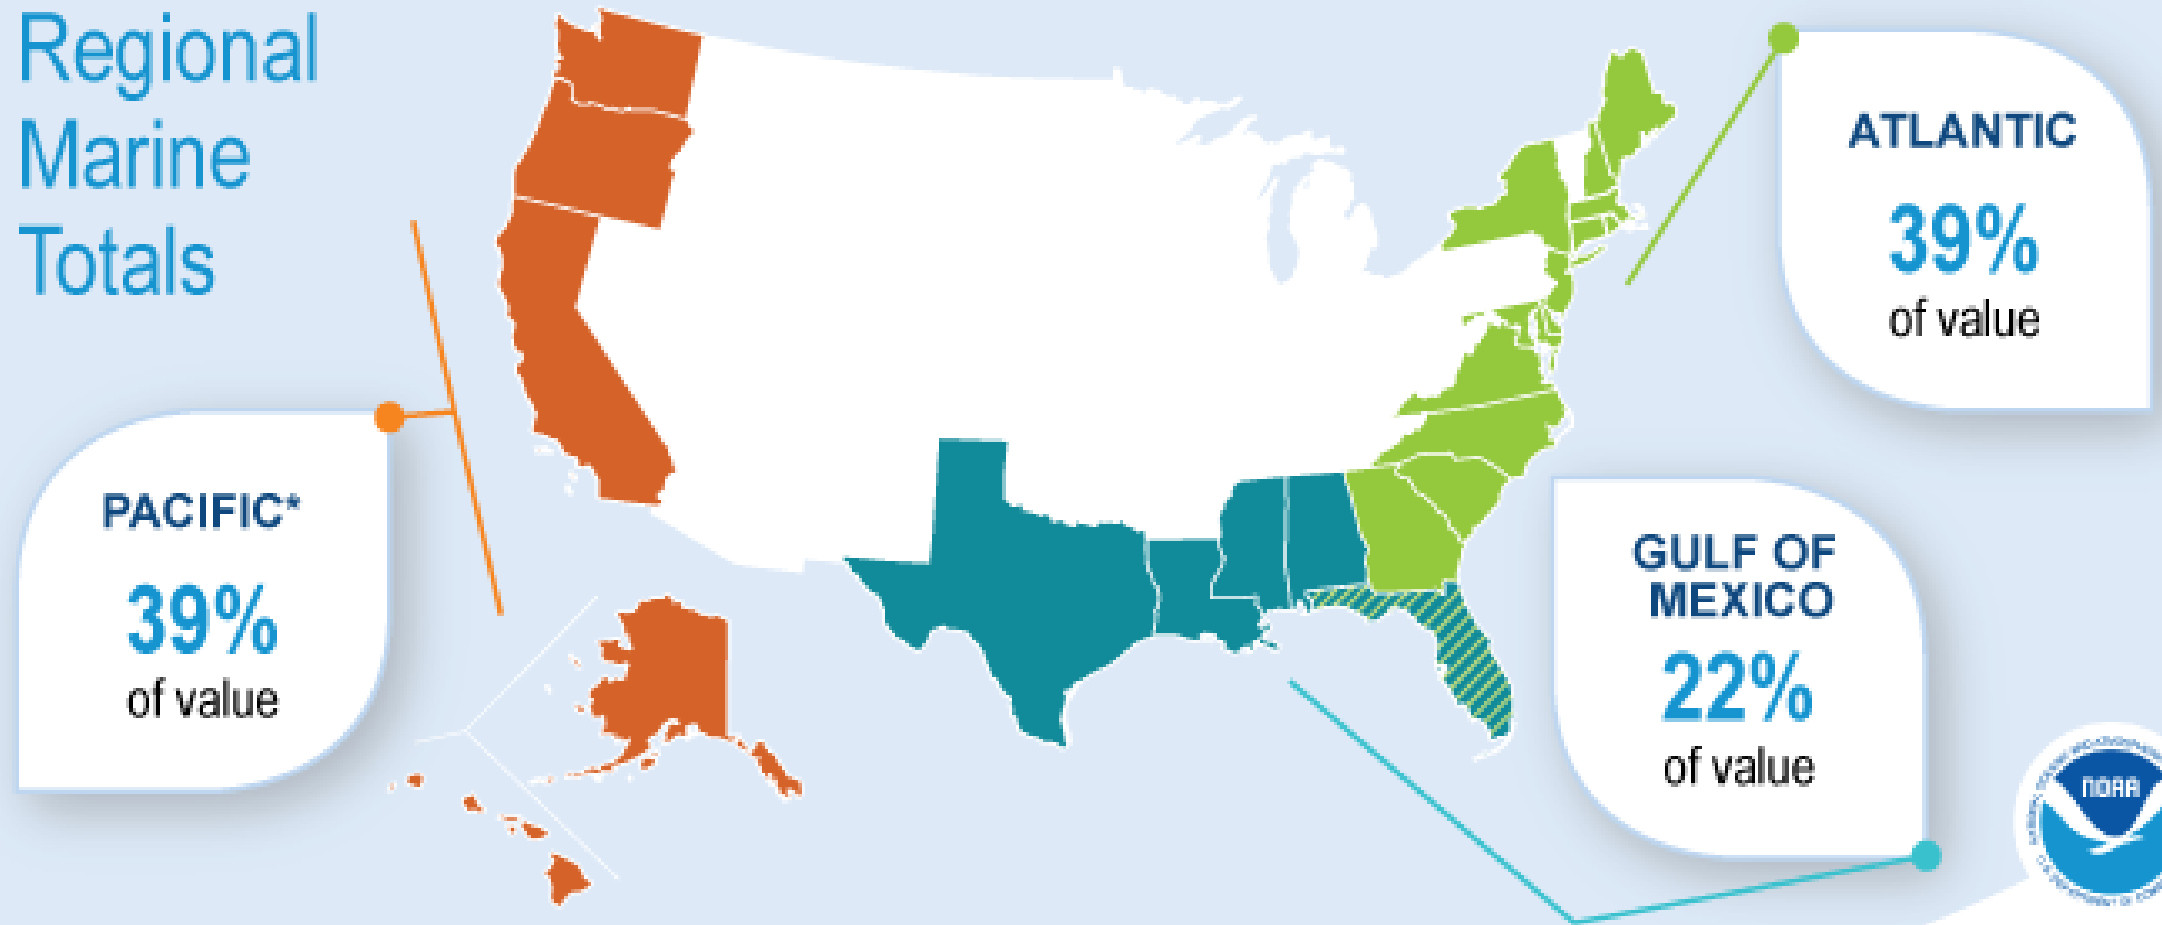 Regional
Marine
Totals
ATLANTIC
39%
of value
PACIFIC*
39%
of value
GULF OF
MEXICO
22%
of value
NOAA